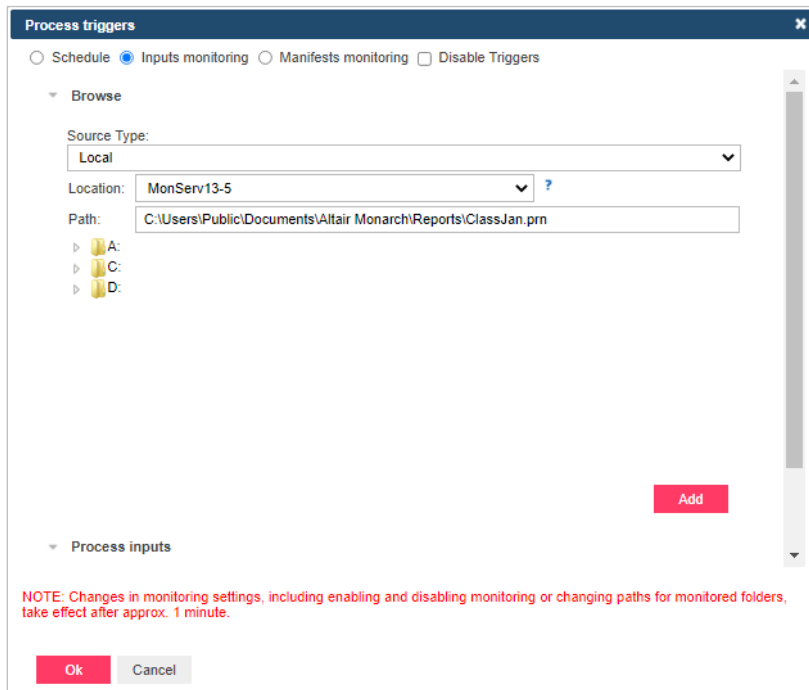 Process triggers
Schedule Inputs monitoring Manifests monitoring Disable Triggers
Browse
Source Type:
Local
Location: MonServ13-5 ?
Path: C:\Users\Public\Documents\Altair Monarch\Reports\ClassJan.prn
A:
C:
D:
Add
Process inputs
NOTE: Changes in monitoring settings, including enabling and disabling monitoring or changing paths for monitored folders,
take effect after approx. 1 minute.
Ok Cancel